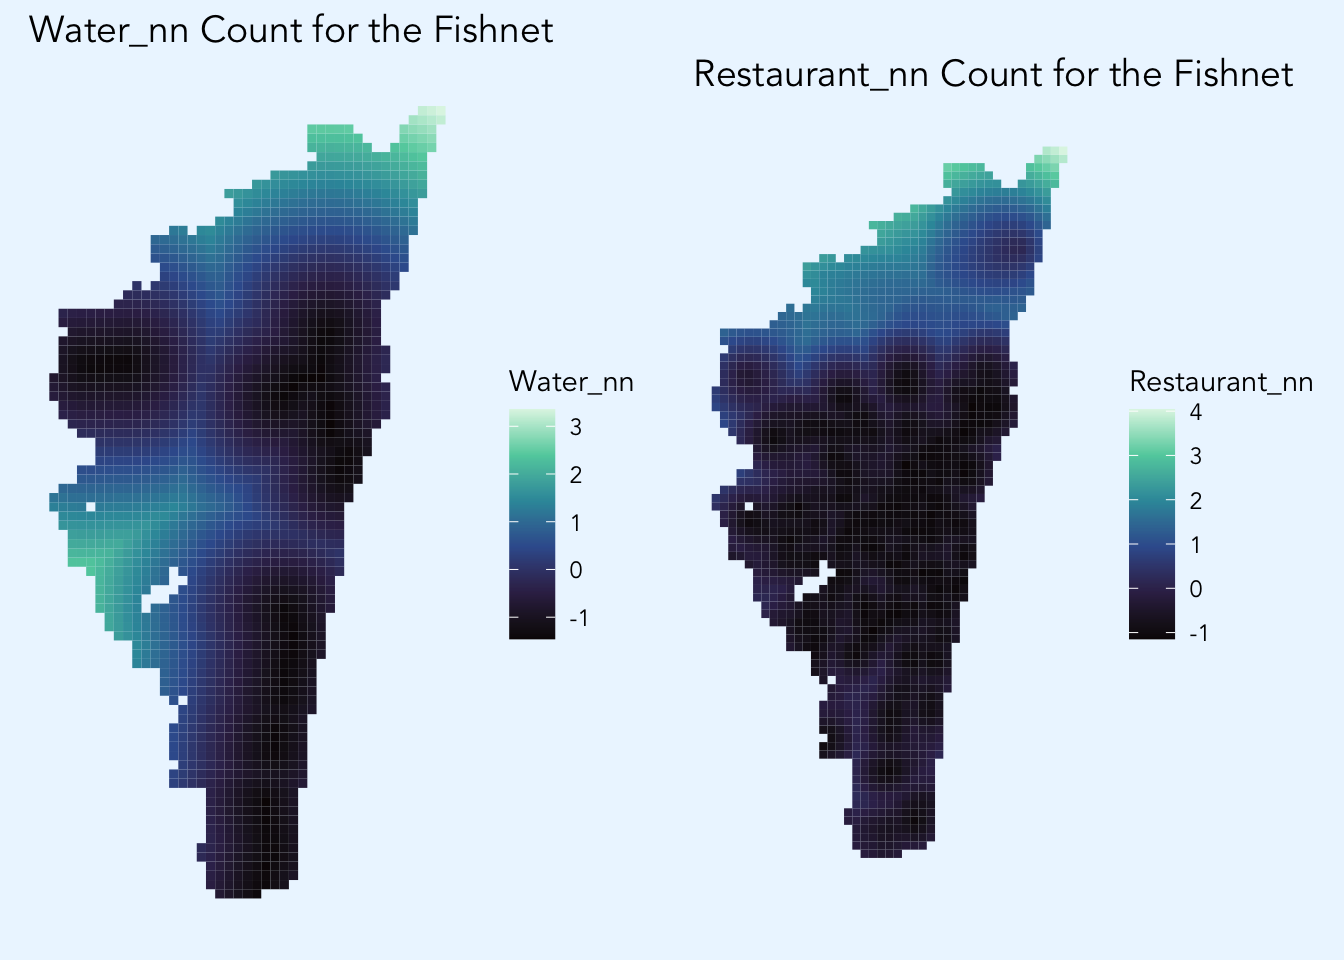 Water_nn Count for the Fishnet
Restaurant_nn Count for the Fishnet
Water_nn
3
2
1
0
-1
Restaurant_nn
4
3
2
1
0
-1